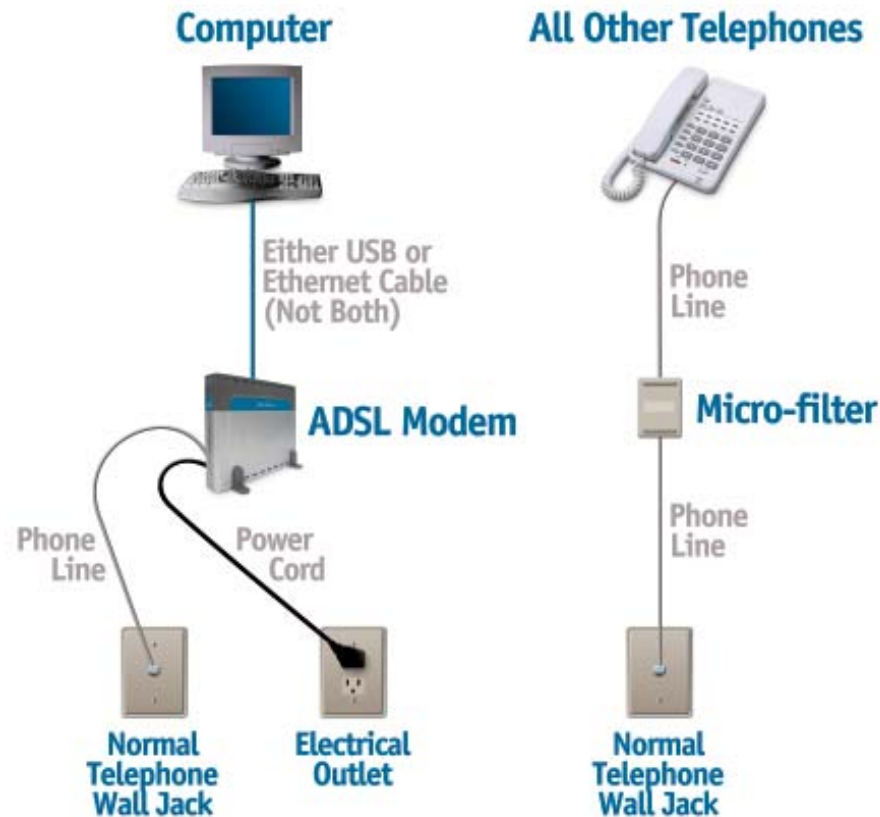 Computer
All Other Telephones
Either USB or
Ethernet Cable
(Not Both)
Phone
Line
ADSL Modem
Micro-filter
Phone
Line
Power
Cord
Phone
Line
Normal
Telephone
Wall Jack
Electrical
Outlet
Normal
Telephone
Wall Jack